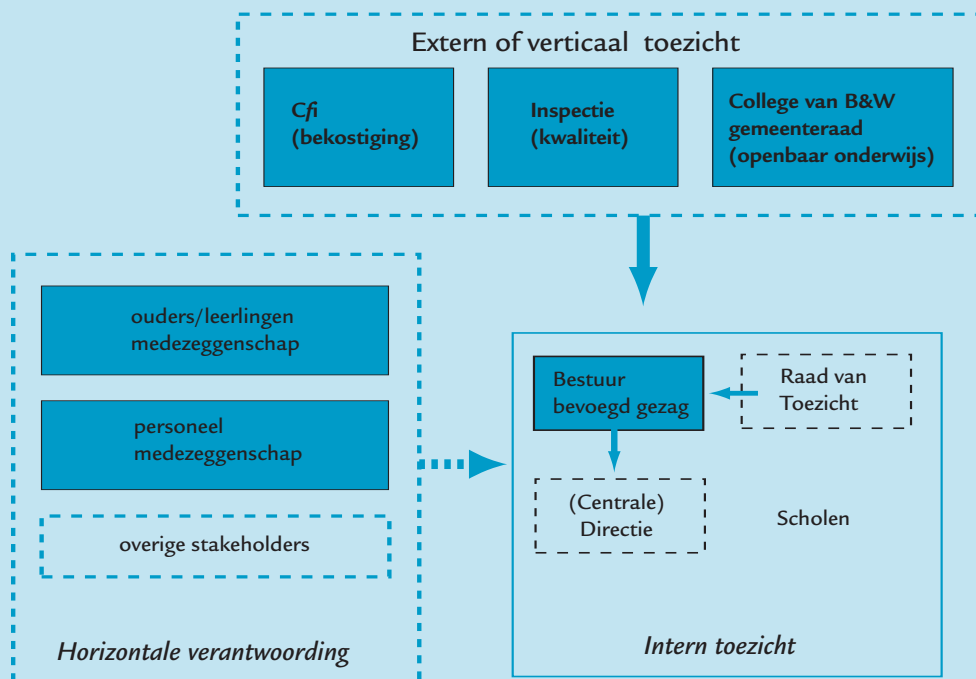 Extern of verticaal toezicht
Cfi
(bekostiging)
Inspectie
(kwaliteit)
College van B&W
gemeenteraad
(openbaar onderwijs)
ouders/leerlingen
medezeggenschap
personeel
medezeggenschap
overige stakeholders
Horizontale verantwoording
Bestuur
bevoegd gezag
Raad van
Toezicht
(Centrale)
Directie
Scholen
Intern toezicht